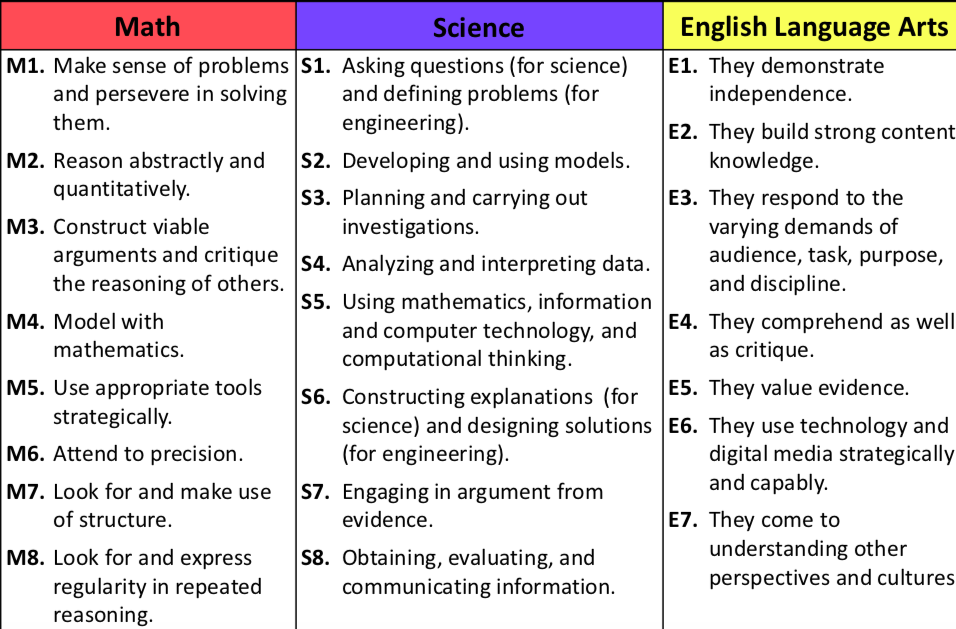 Math
M1. Make sense of problems
and persevere in solving
them.
M2. Reason abstractly and
quantitatively.
M3. Construct viable
arguments and critique
the reasoning of others.
M4. Model with
mathematics.
M5. Use appropriate tools
strategically.
M6. Attend to precision.
M7. Look for and make use
of structure.
M8. Look for and express
regularity in repeated
reasoning.
Science
S1. Asking questions (for science)
and defining problems (for
engineering).
S2. Developing and using models.
S3. Planning and carrying out
investigations.
S4. Analyzing and interpreting data.
S5. Using mathematics, information
and computer technology, and
computational thinking.
S6. Constructing explanations (for
science) and designing solutions
(for engineering).
S7. Engaging in argument from
evidence.
S8. Obtaining, evaluating, and
communicating information.
English Language Arts
E1. They demonstrate
independence.
E2. They build strong content
knowledge.
E3. They respond to the
varying demands of
audience, task, purpose,
and discipline.
E4. They comprehend as well
as critique.
E5. They value evidence.
E6. They use technology and
digital media strategically
and capably.
E7. They come to
understanding other
perspectives and cultures